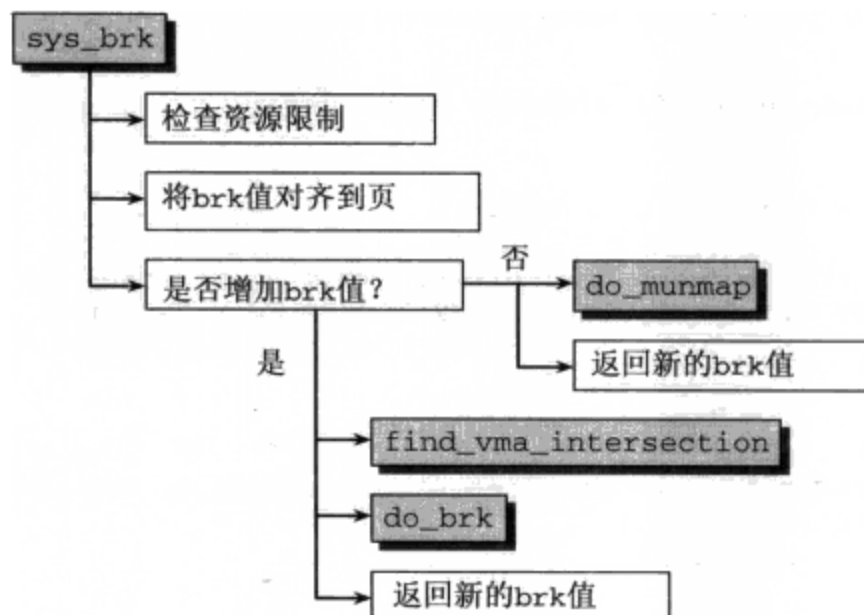 sys_brk
检查资源限制
将brk值对齐到页
是否增加brk值?
否
do_munmap
返回新的brk值
是
find_vma_intersection
do_brk
返回新的brk值